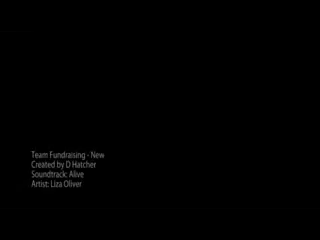 Team Fundraising - New
Created by D Hatcher
Soundtrack: Alive
Artist: Liza Oliver